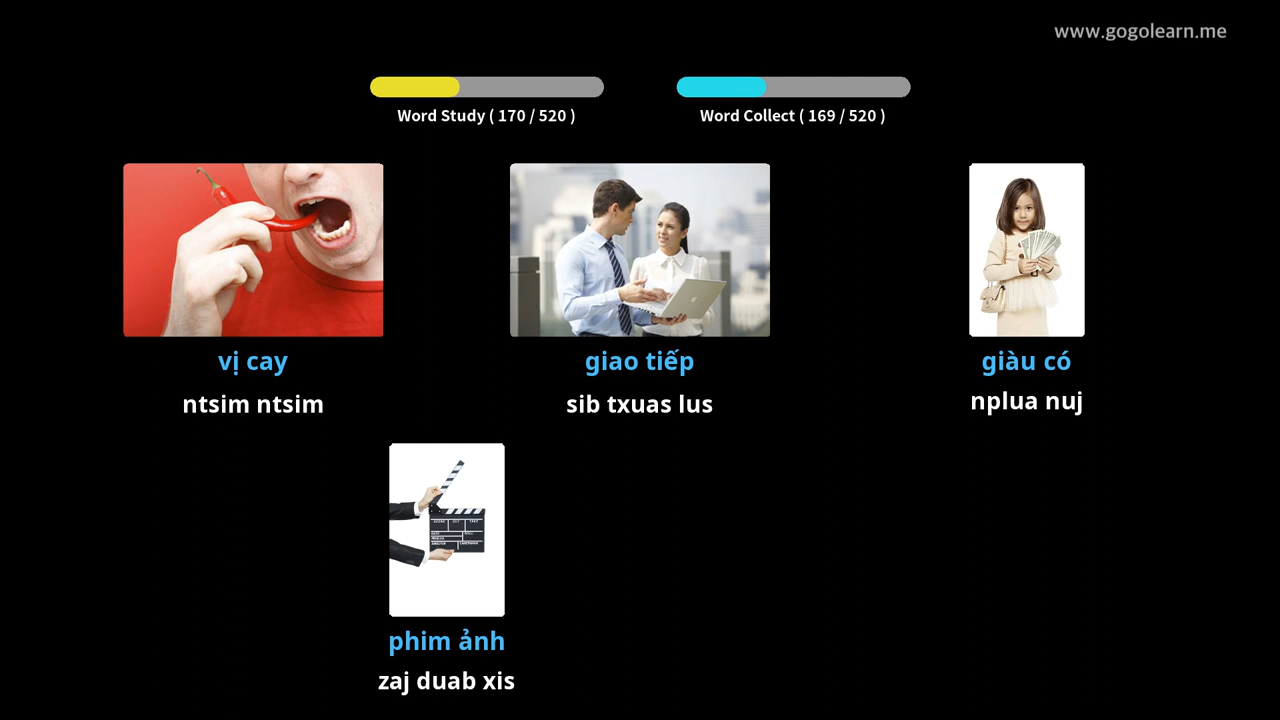 www.gogolearn.me
Word Study ( 170 / 520 )
Word Collect ( 169 / 520 )
vị cay
ntsim ntsim
giao tiếp
sib txuas lus
giàu có
nplua nuj
phim ảnh
zaj duab xis